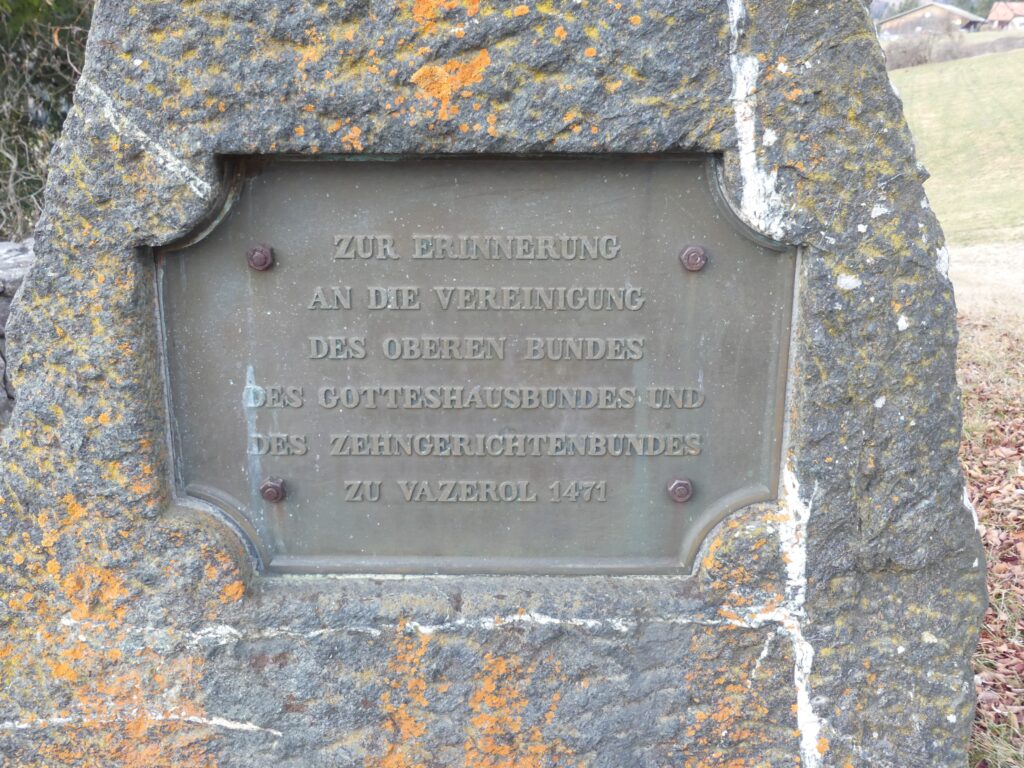 ZUR ERINNERUNG
AN DIE VEREINIGUNG
DES OBEREN BUNDES
DES GOTTESHAUSBUNDES UND
DES ZEHNGERICHTENBUNDES
ZU VAZEROL 1471